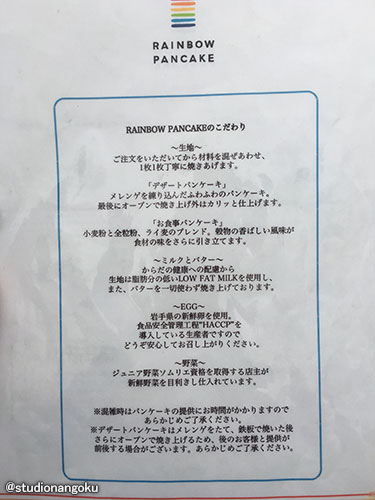 RAINBOW
PANCAKE
RAINBOW PANCAKEのこだわり
～生地～
ご注文をいただいてから材料を混ぜあわせ、
1枚1枚丁寧に焼きあげます。
「デザートパンケーキ」
メレンゲを練り込んだふわふわのパンケーキ。
最後にオーブンで焼き上げ外はカリッと仕上げます。
「お食事パンケーキ」
小麦粉と全粒粉、ライ麦のブレンド。穀物の香ばしい風味が
食材の味をさらに引き立てます。
～ミルクとバター～
からだの健康への配慮から
生地は脂肪分の低いLOW FAT MILKを使用し、
また、バターを一切使わず焼き上げております。
～EGG～
岩手県の新鮮卵を使用。
食品安全管理工程"HACCP"を
導入している生産者ですので
どうぞ安心してお召し上がりください。
～野菜～
ジュニア野菜ソムリエ資格を取得する店主が
新鮮野菜を目利きし仕入れています。
※混雑時はパンケーキの提供にお時間がかかりますので
あらかじめご了承ください。
※デザートパンケーキはメレンゲをたて、鉄板で焼いた後
さらにオーブンで焼き上げるため、後のお客様と提供が
前後する場合がございます。あらかじめご了承ください。
@studionangoku